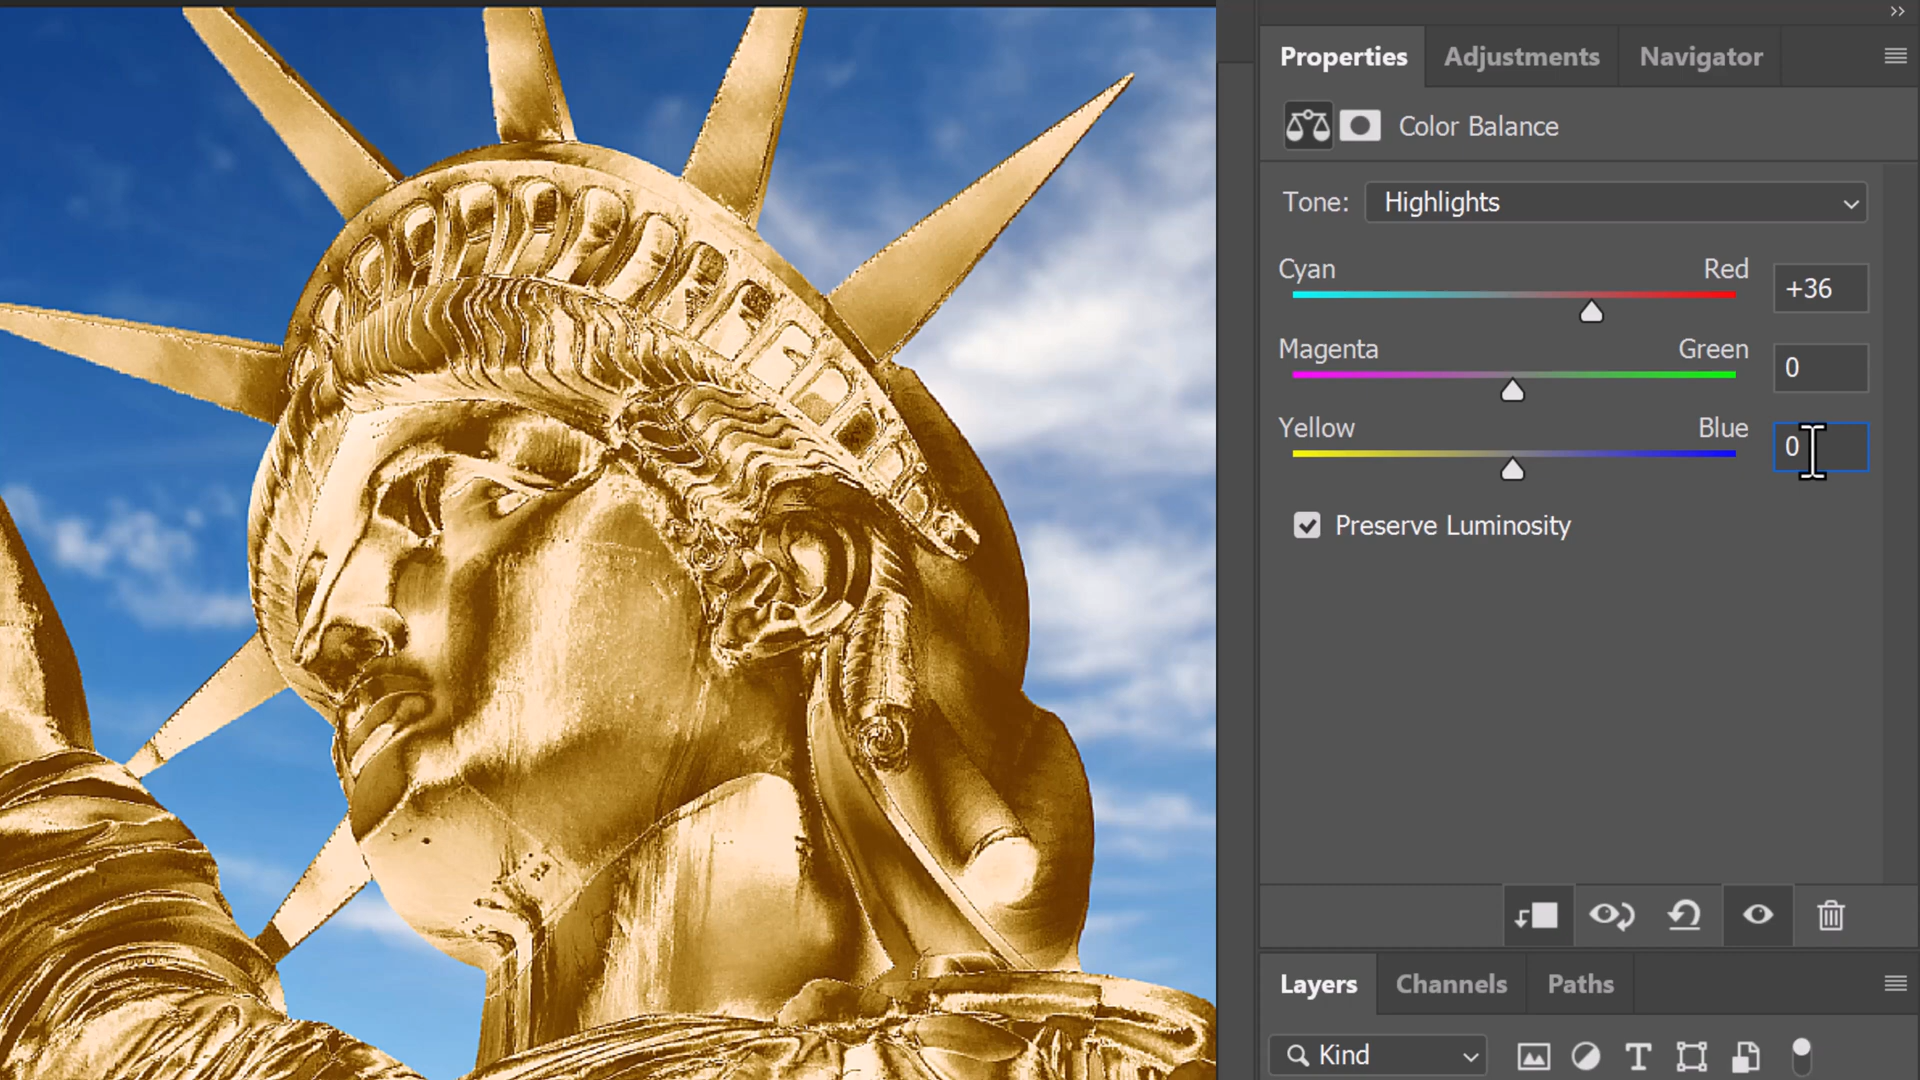 Properties Adjustments Navigator
Color Balance
Tone: Highlights
Cyan Red +36
Magenta Green 0
Yellow Blue 0
Preserve Luminosity
Layers Channels Paths
Kind